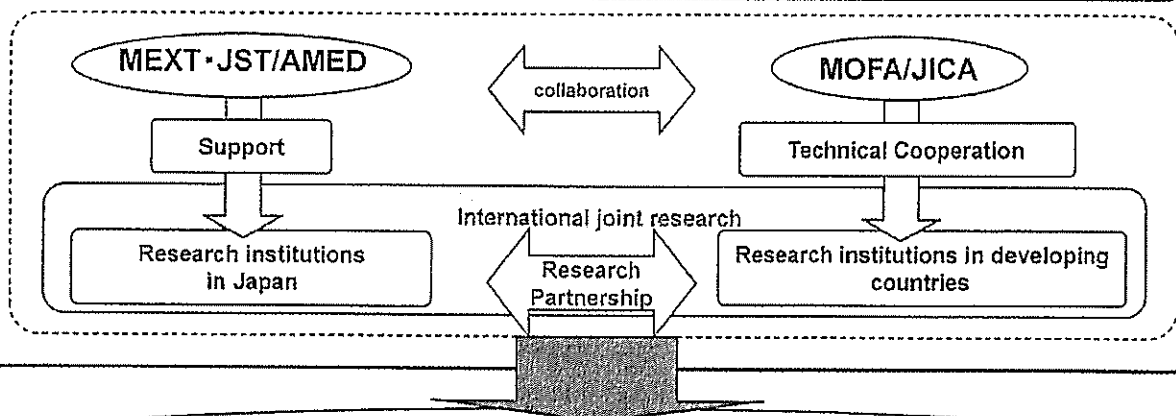 MEXT・JST/AMED
collaboration
MOFA/JICA
Support
Technical Cooperation
International joint research
Research institutions
in Japan
Research
Partnership
Research institutions in developing
countries